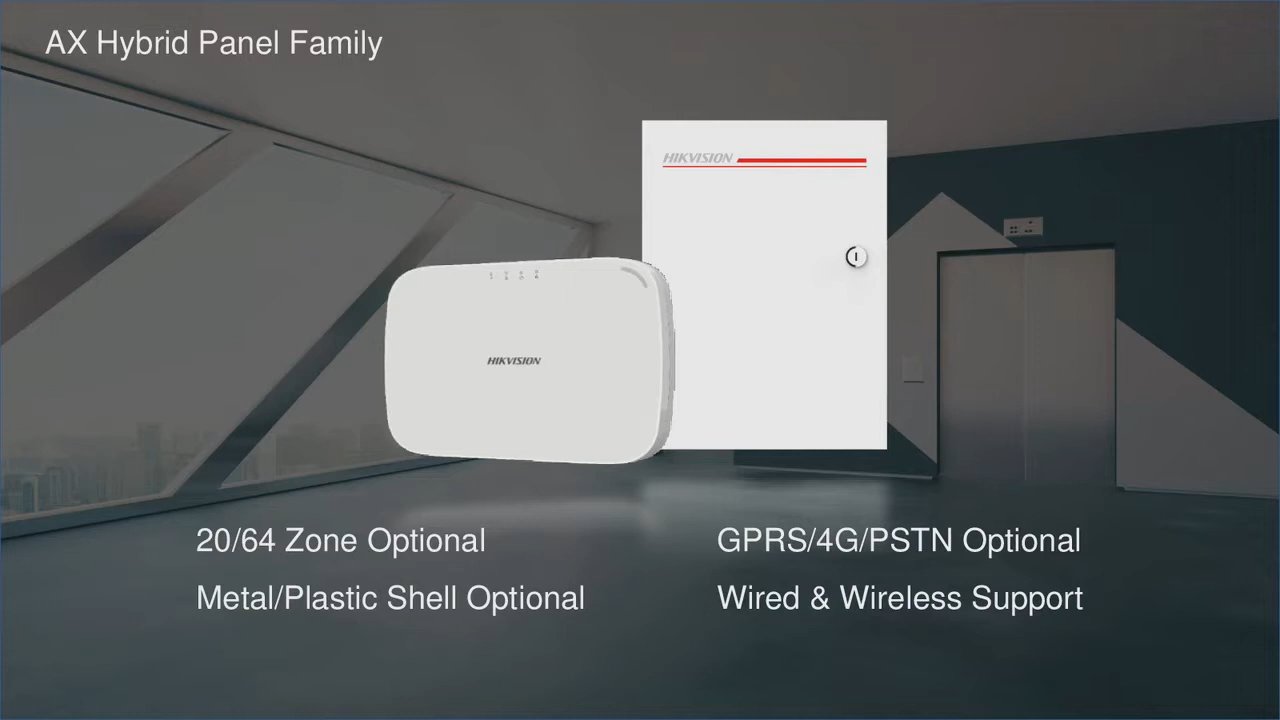 AX Hybrid Panel Family
HIKVISION
HIKVISION
20/64 Zone Optional
GPRS/4G/PSTN Optional
Metal/Plastic Shell Optional
Wired & Wireless Support